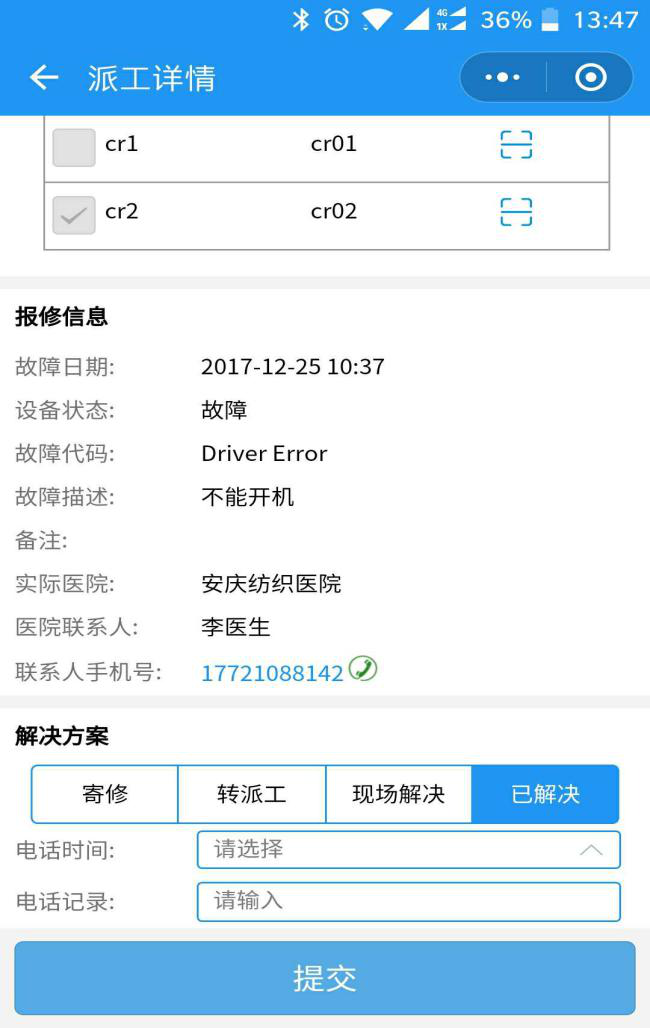 4G 1X 36% 13:47
派工详情
cr1 cr01
cr2 cr02
报修信息
故障日期: 2017-12-25 10:37
设备状态: 故障
故障代码: Driver Error
故障描述: 不能开机
备注:
实际医院: 安庆纺织医院
医院联系人: 李医生
联系人手机号: 17721088142
解决方案
寄修 转派工 现场解决 已解决
电话时间: 请选择
电话记录: 请输入
提交